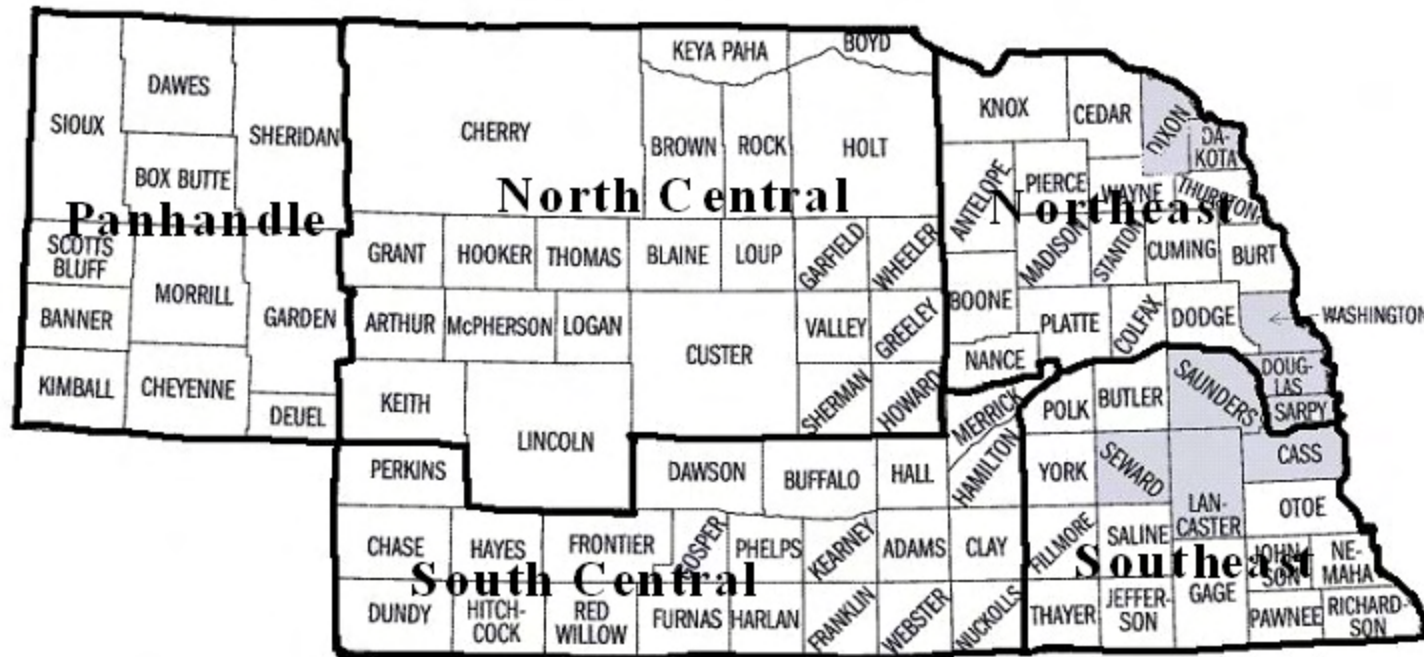 KEYA PAHA
BOYD
DAWES
SIOUX
SHERIDAN
CHERRY
BROWN
ROCK
HOLT
KNOX
CEDAR
DIXON
DA-
KOTA
BOX BUTTE
ANTELOPE
PIERCE
WAYNE
THURSTON
Panhandle
North Central
Northeast
SCOTTS
BLUFF
MORRILL
GARDEN
GRANT
HOOKER
THOMAS
BLAINE
LOUP
GARFIELD
WHEELER
MADISON
STANTON
CUMING
BURT
BANNER
ARTHUR
McPHERSON
LOGAN
CUSTER
VALLEY
GREELEY
BOONE
PLATTE
COLFAX
DODGE
WASHINGTON
KIMBALL
CHEYENNE
DEUEL
KEITH
LINCOLN
SHERMAN
HOWARD
NANCE
MERRICK
POLK
BUTLER
SAUNDERS
DOUG-
LAS
SARPY
PERKINS
DAWSON
BUFFALO
HALL
HAMILTON
YORK
SEWARD
LAN-
CASTER
CASS
OTOE
CHASE
HAYES
FRONTIER
GOSPER
PHELPS
KEARNEY
ADAMS
CLAY
FILLMORE
SALINE
JOHN-
SON
NE-
MAHA
South Central
Southeast
DUNDY
HITCH-
COCK
RED
WILLOW
FURNAS
HARLAN
FRANKLIN
WEBSTER
NUCKOLLS
THAYER
JEFFER-
SON
GAGE
PAWNEE
RICHARD-
SON